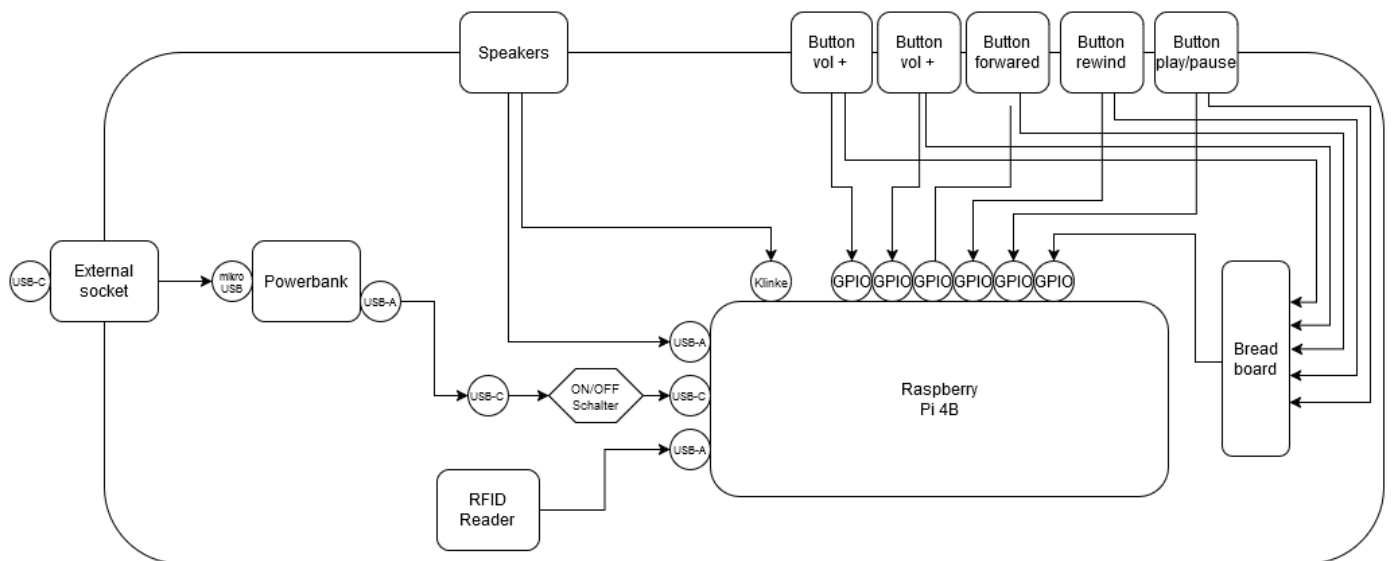 Speakers
Button
vol +
Button
vol +
Button
forwared
Button
rewind
Button
play/pause
USB-C
External
socket
mikro
USB
Powerbank
USB-A
Klinke
GPIO
GPIO
GPIO
GPIO
GPIO
GPIO
USB-A
USB-C
ON/OFF
Schalter
USB-C
USB-A
Raspberry
Pi 4B
Bread
board
RFID
Reader